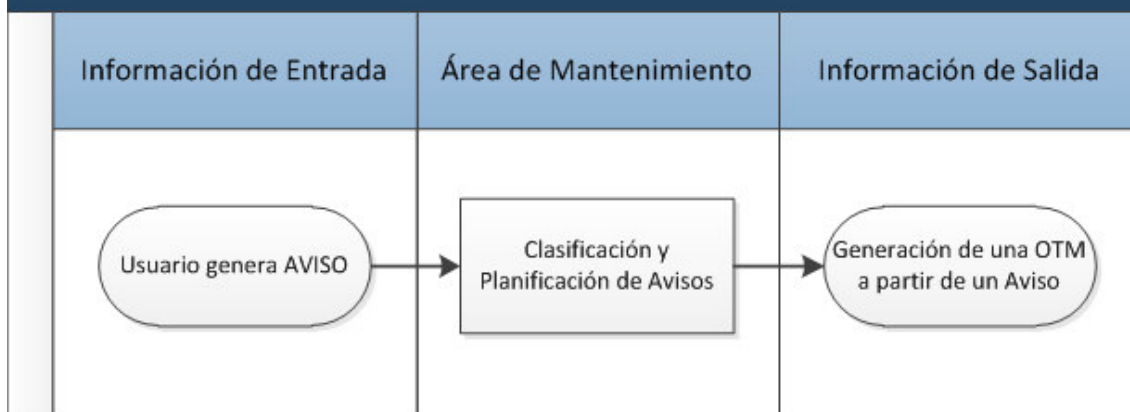 Información de Entrada
Área de Mantenimiento
Información de Salida
Usuario genera AVISO
Clasificación y
Planificación de Avisos
Generación de una OTM
a partir de un Aviso